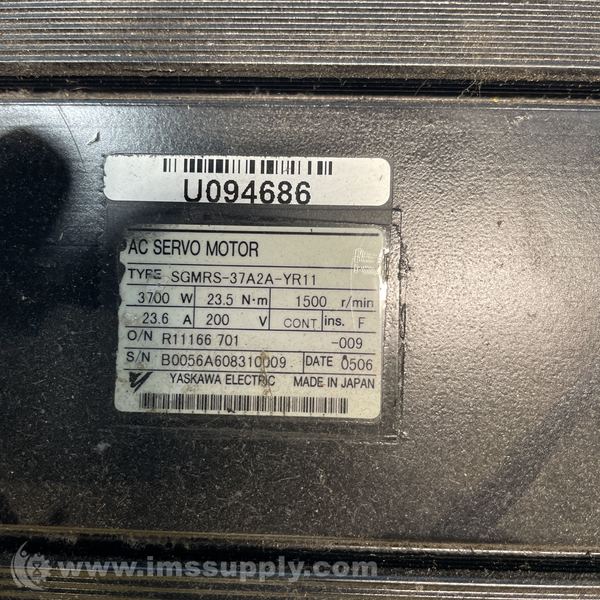 U094686
AC SERVO MOTOR
TYPE SGMRS-37A2A-YR11
3700 W 23.5 N·m 1500 r/min
23.6 A 200 V CONT. ins. F
O/N R11166 701 -009
S/N B0056A608310009 DATE 0506
YASKAWA ELECTRIC MADE IN JAPAN
© www.imssupply.com/